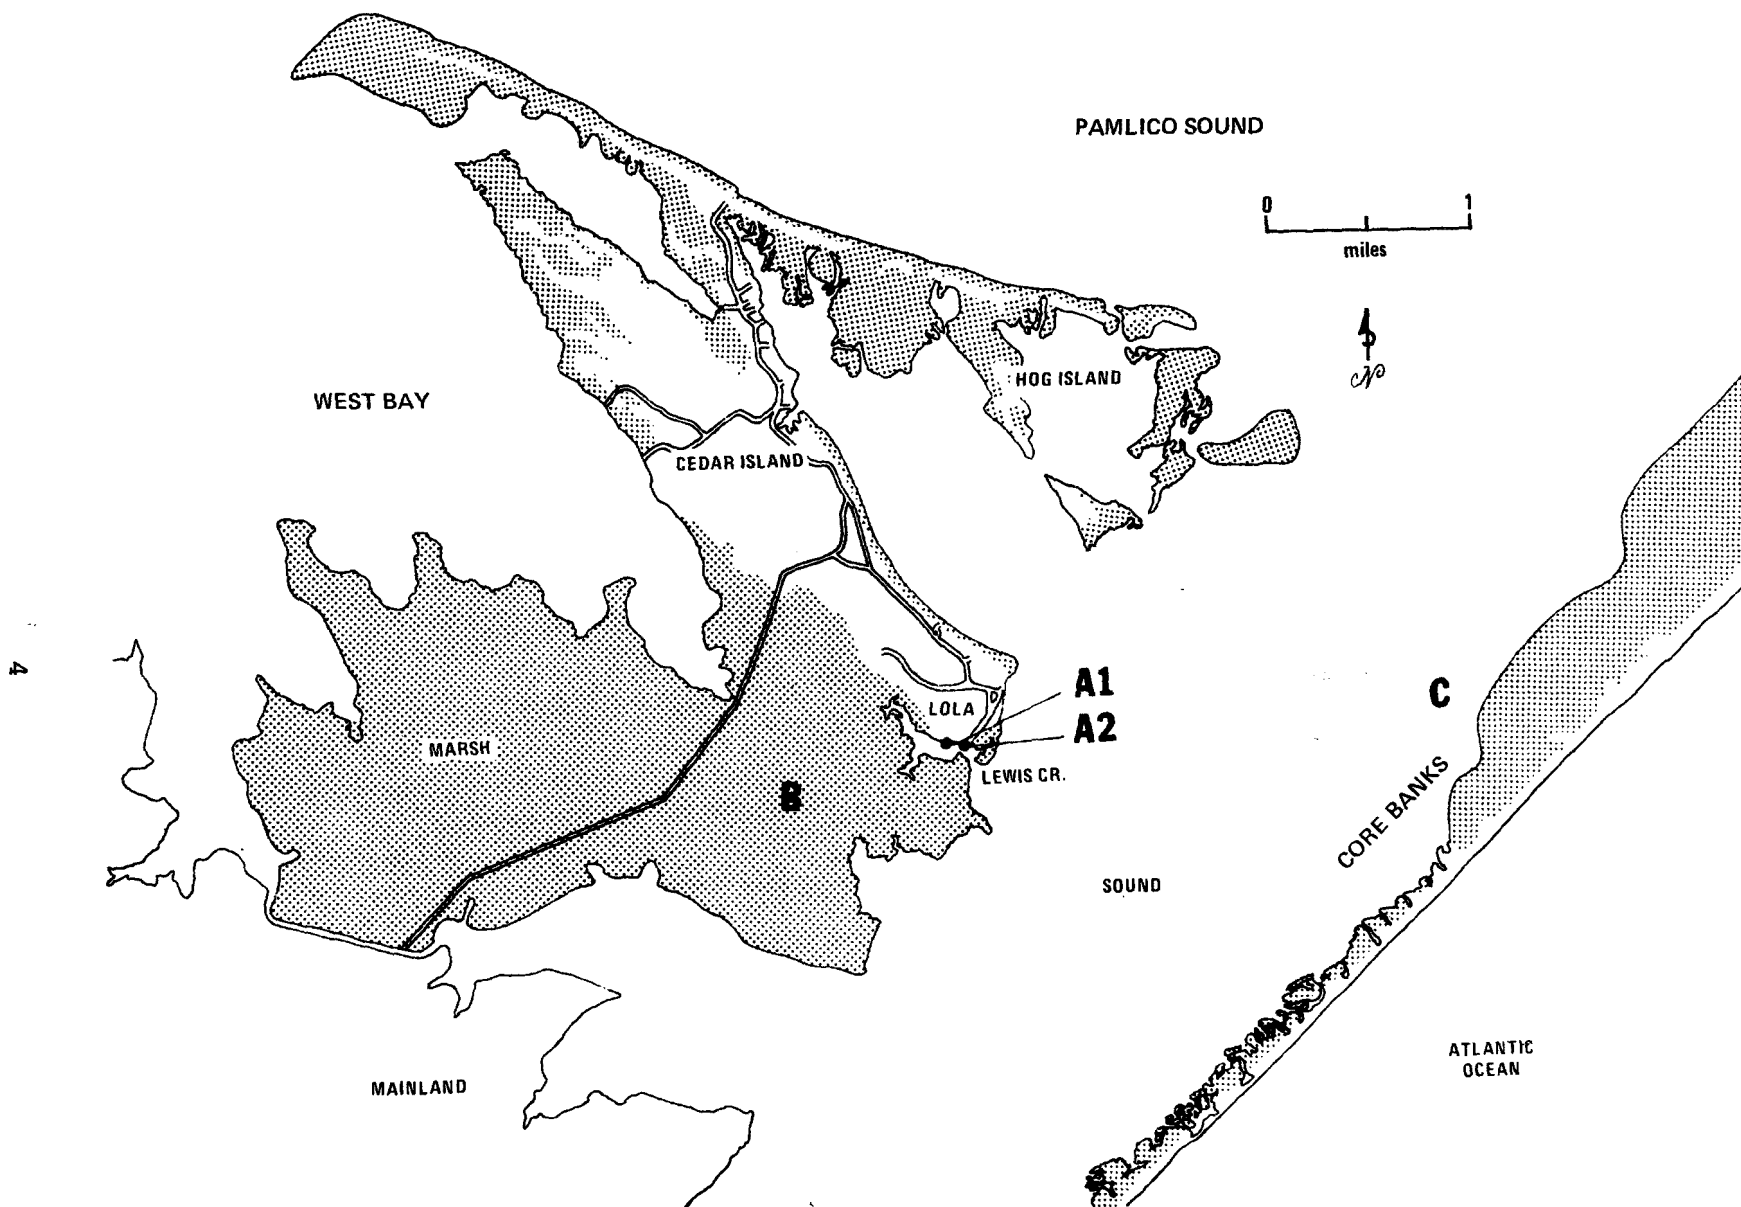 PAMLICO SOUND
0 1
miles
N
HOG ISLAND
WEST BAY
CEDAR ISLAND
4
A1
C
LOLA
A2
MARSH
LEWIS CR.
B
CORE BANKS
SOUND
ATLANTIC
OCEAN
MAINLAND